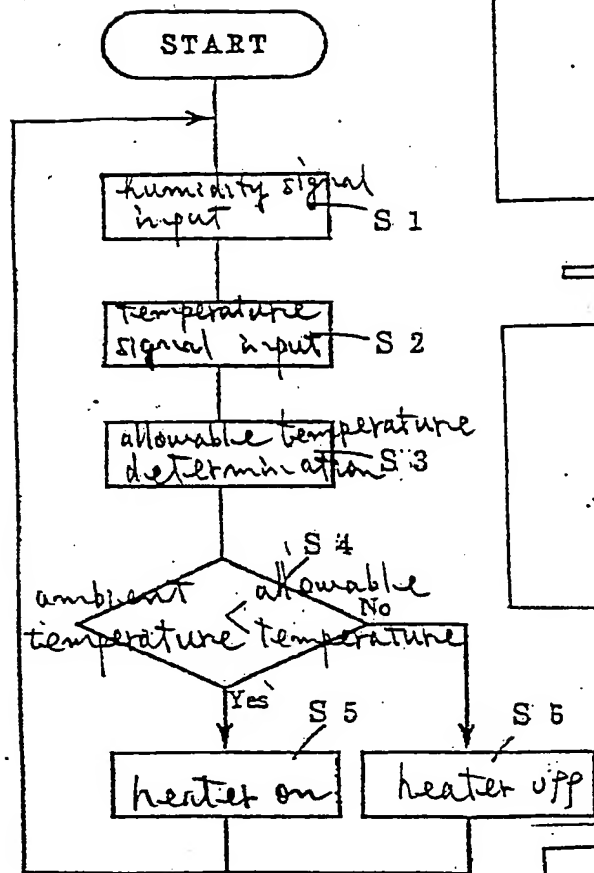 START
humidity signal
input
S 1
temperature
signal input
S 2
allowable temperature
determination
S 3
S 4
ambient < allowable
temperature temperature
No
Yes
S 5
S 6
heater on
heater off